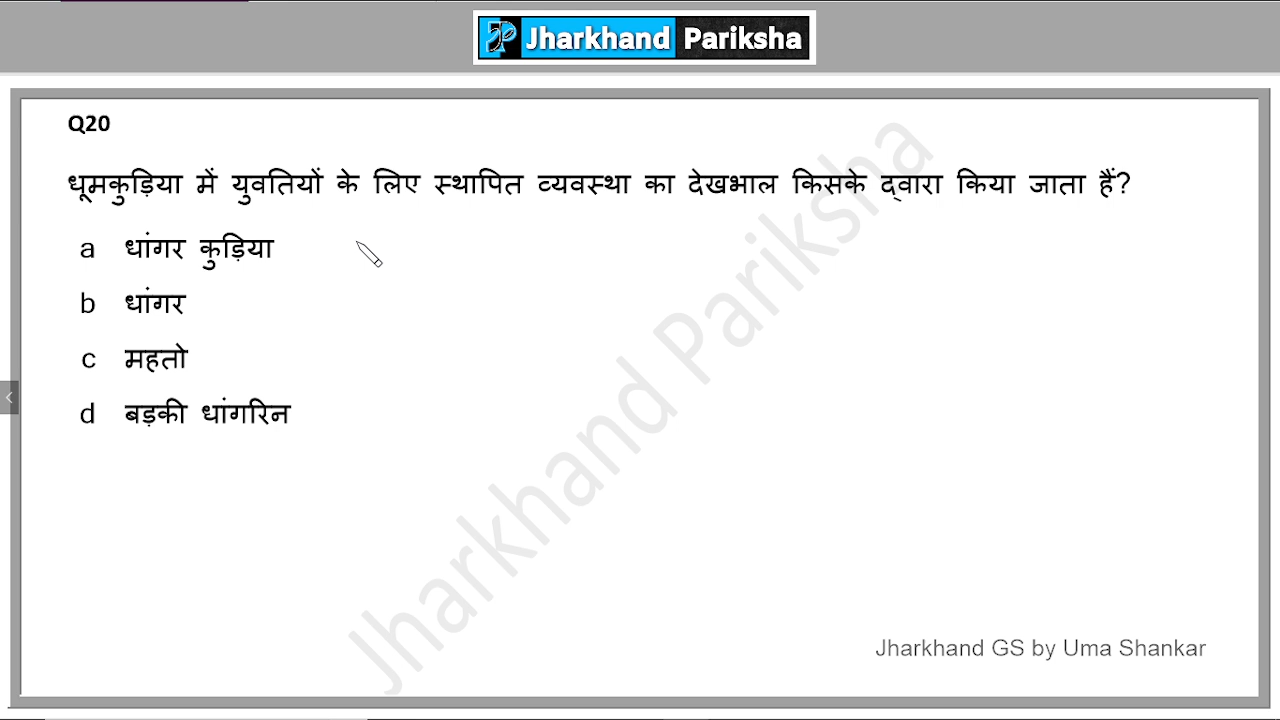 Jharkhand Pariksha
Q20
धूमकुड़िया में युवतियों के लिए स्थापित व्यवस्था का देखभाल किसके द्वारा किया जाता हैं?
a धांगर कुड़िया
b धांगर
c महतो
d बड़की धांगरिन
Jharkhand Pariksha
Jharkhand GS by Uma Shankar